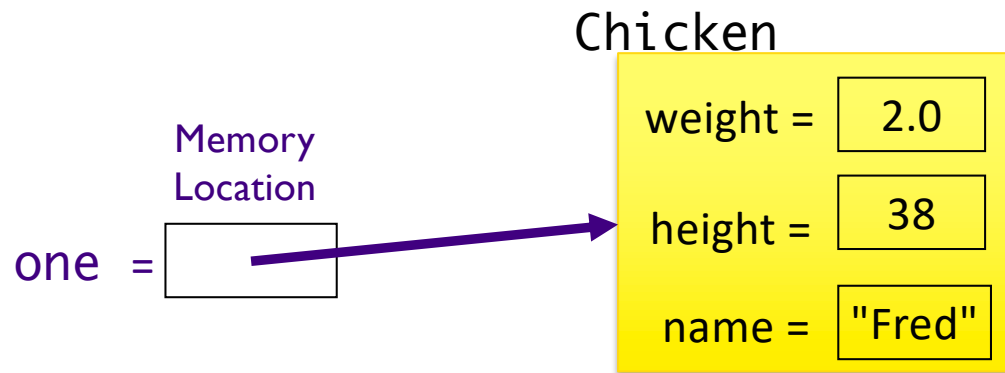 Chicken
weight = 2.0
Memory
Location
height = 38
one =
name = "Fred"